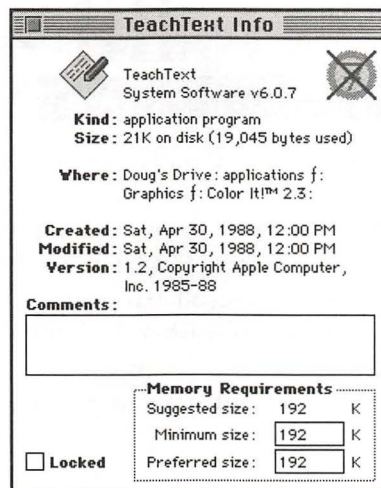 TeachText Info
TeachText
System Software v6.0.7
Kind: application program
Size: 21K on disk (19,045 bytes used)
Where: Doug's Drive: applications ƒ:
Graphics ƒ: Color It!™ 2.3:
Created: Sat, Apr 30, 1988, 12:00 PM
Modified: Sat, Apr 30, 1988, 12:00 PM
Version: 1.2, Copyright Apple Computer,
Inc. 1985-88
Comments:
Memory Requirements
Suggested size: 192 K
Minimum size: 192 K
Locked Preferred size: 192 K